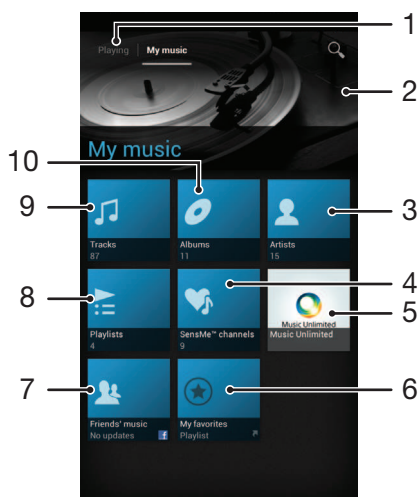 1
Playing My music
2
My music
10
9
Tracks
87
Albums
11
Artists
15
3
8
Playlists
4
SensMe™ channels
9
Music Unlimited
Music Unlimited
4
5
7
Friends' music
No updates f
My favorites
Playlist
6